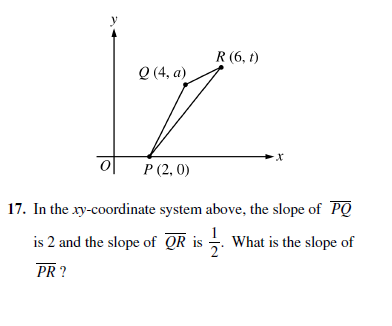 y
R (6, t)
Q (4, a)
x
O
P (2, 0)
17. In the xy-coordinate system above, the slope of $\overline{PQ}$
is 2 and the slope of $\overline{QR}$ is $\frac{1}{2}$. What is the slope of
$\overline{PR}$ ?